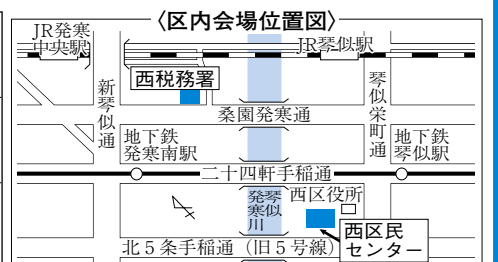 〈区内会場位置図〉
JR発寒
中央駅
JR琴似駅
西税務署
新琴似通
琴似栄町通
桑園発寒通
地下鉄
発寒南駅
地下鉄
琴似駅
二十四軒手稲通
琴似
発寒川
西区役所
西区民
センター
北5条手稲通(旧5号線)